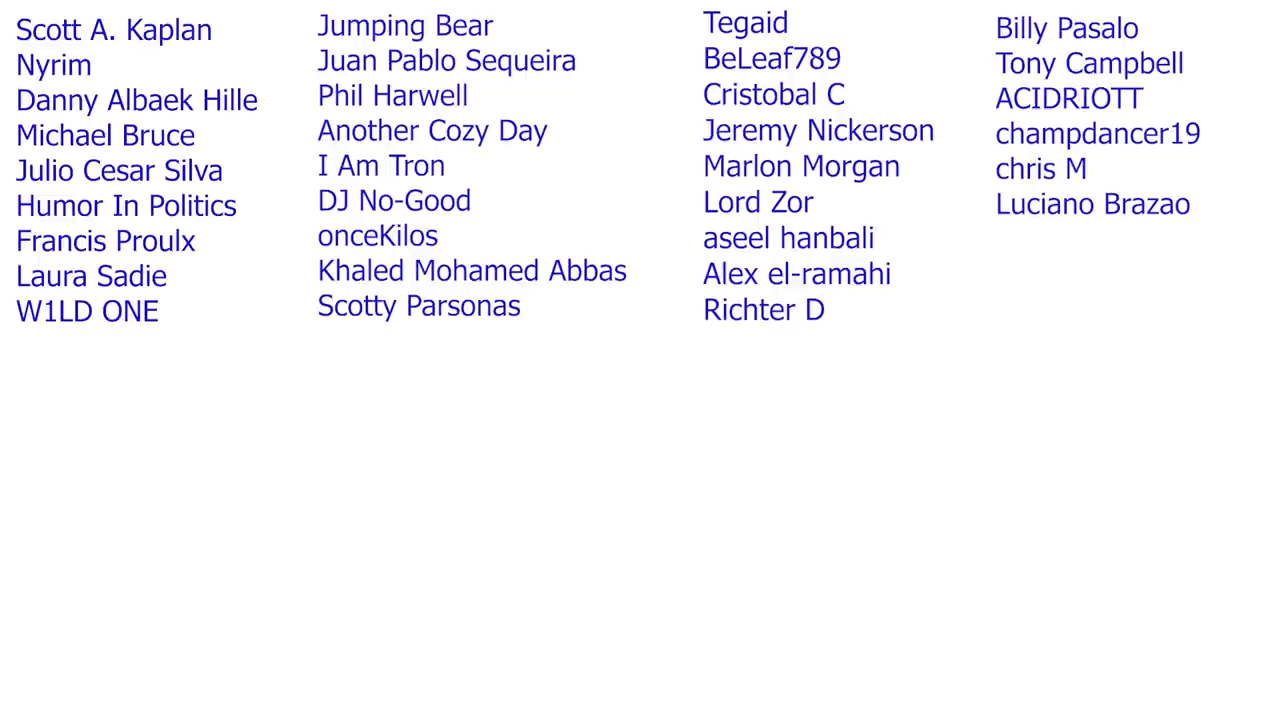 Scott A. Kaplan
Nyrim
Danny Albaek Hille
Michael Bruce
Julio Cesar Silva
Humor In Politics
Francis Proulx
Laura Sadie
W1LD ONE
Jumping Bear
Juan Pablo Sequeira
Phil Harwell
Another Cozy Day
I Am Tron
DJ No-Good
onceKilos
Khaled Mohamed Abbas
Scotty Parsonas
Tegaid
BeLeaf789
Cristobal C
Jeremy Nickerson
Marlon Morgan
Lord Zor
aseel hanbali
Alex el-ramahi
Richter D
Billy Pasalo
Tony Campbell
ACIDRIOTT
champdancer19
chris M
Luciano Brazao